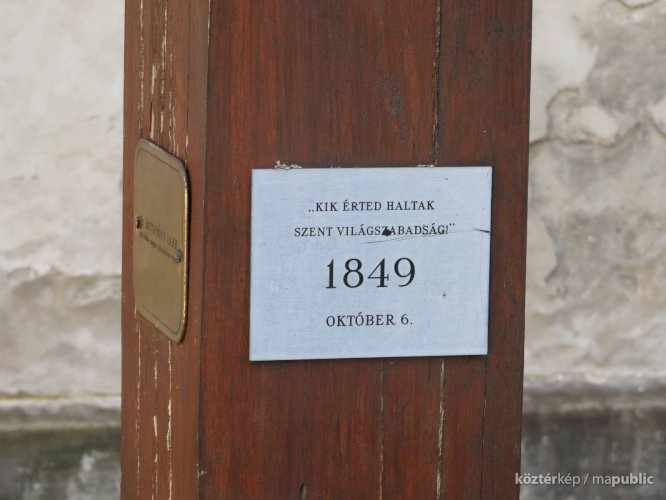 „KIK ÉRTED HALTAK
SZENT VILÁGSZABADSÁG!”
1849
OKTÓBER 6.
köztérkép / mapublic